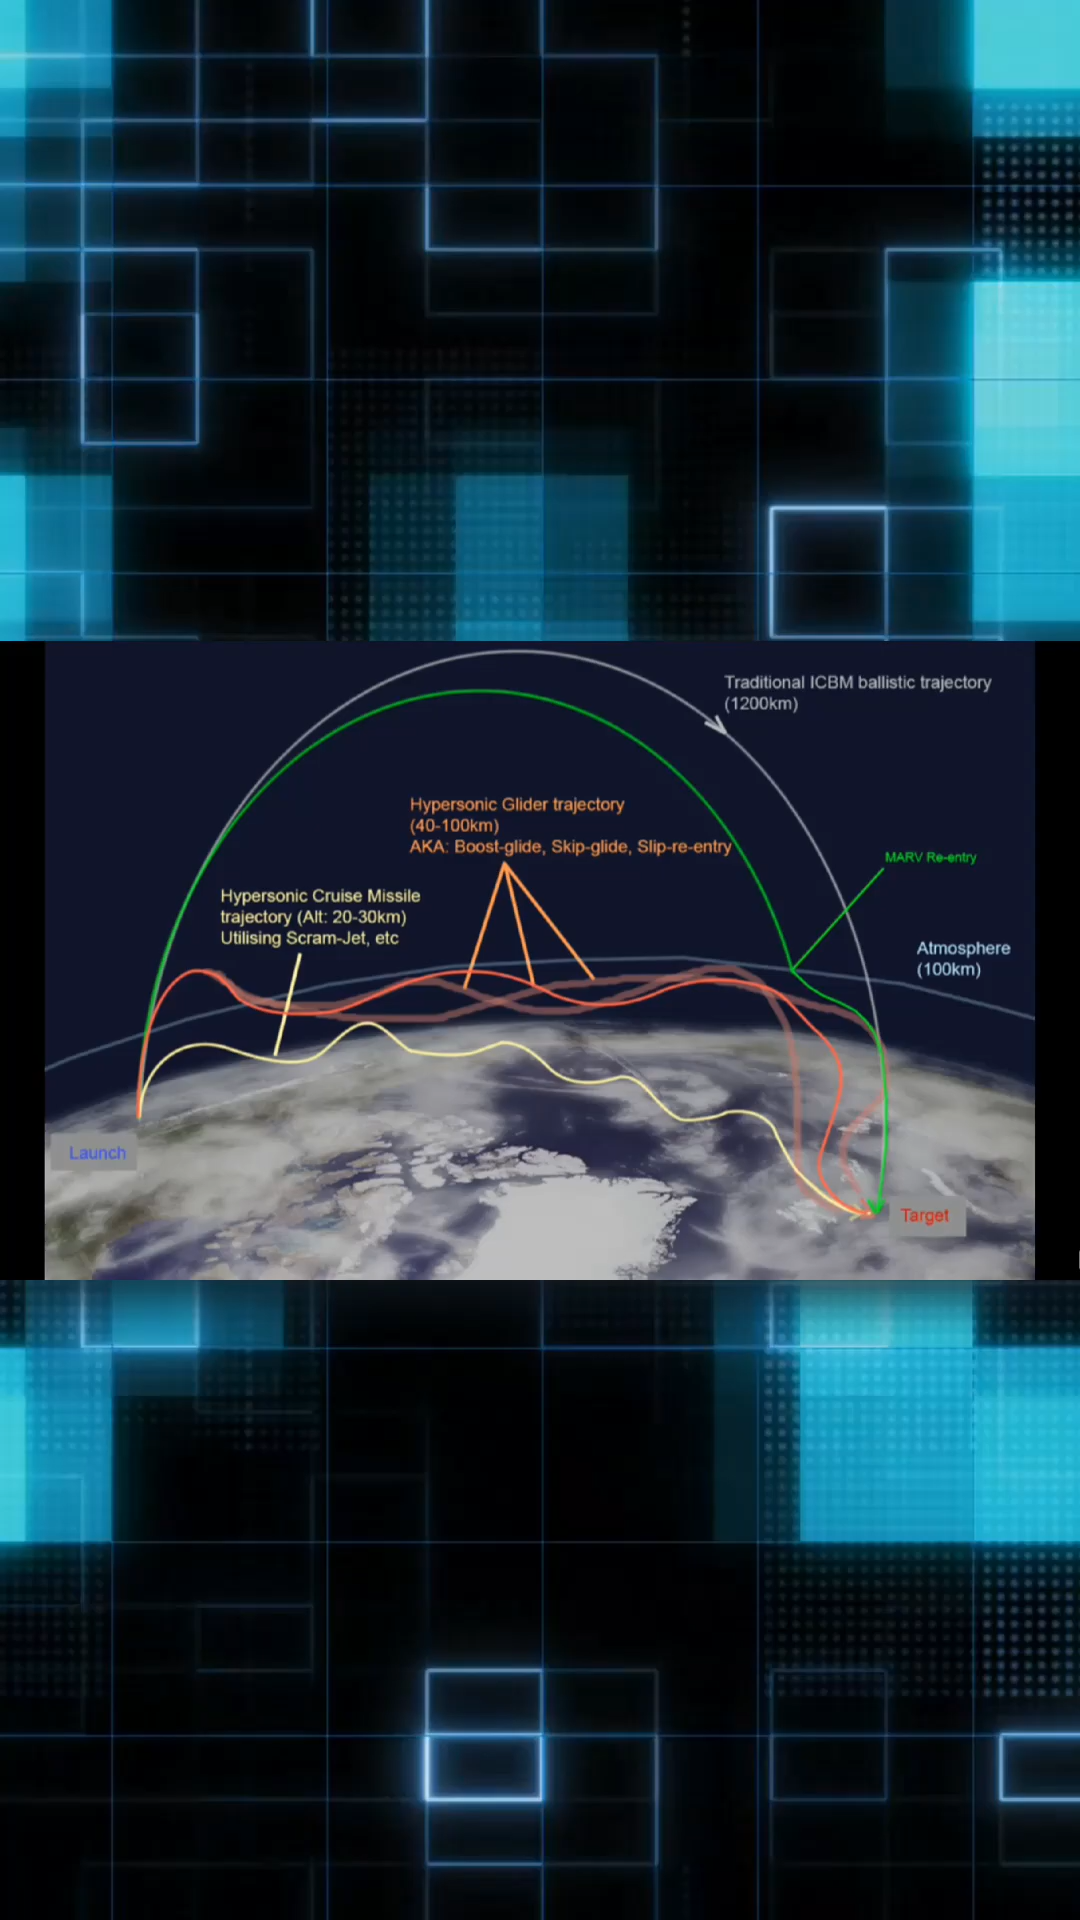 Traditional ICBM ballistic trajectory
(1200km)
Hypersonic Glider trajectory
(40-100km)
AKA: Boost-glide, Skip-glide, Slip-re-entry
MARV Re-entry
Hypersonic Cruise Missile
trajectory (Alt: 20-30km)
Utilising Scram-Jet, etc
Atmosphere
(100km)
Launch
Target